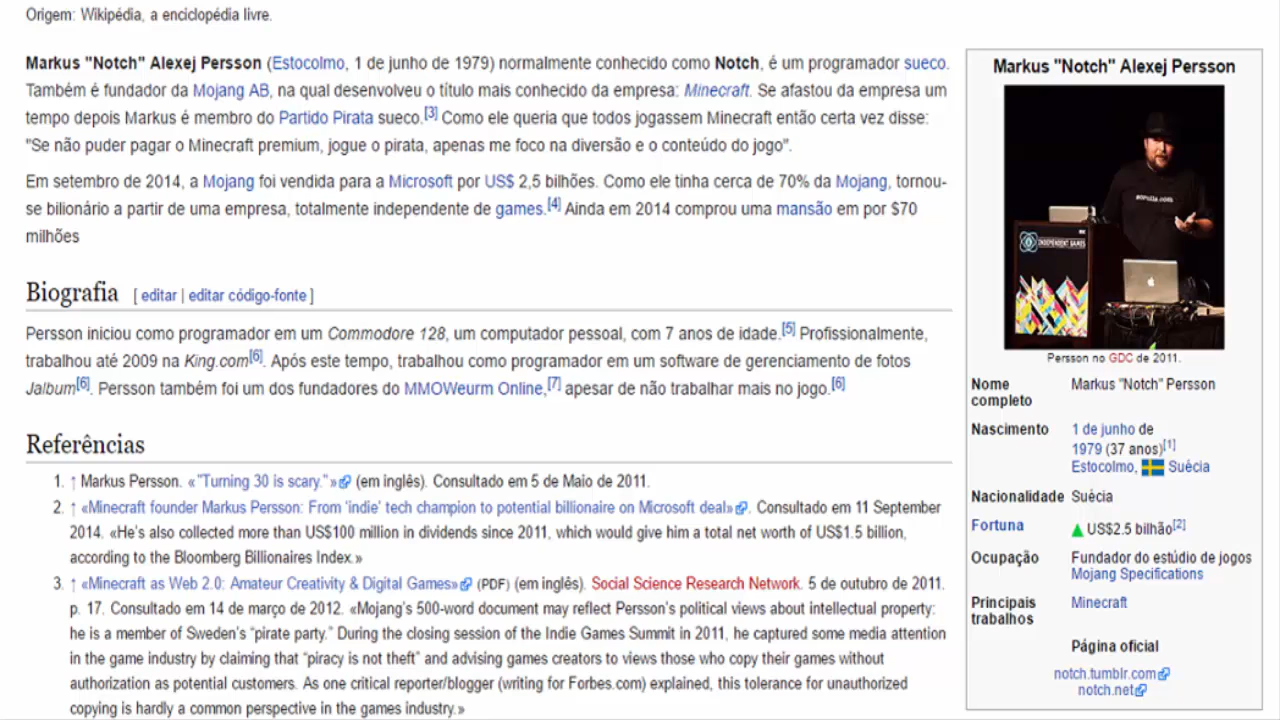 Origem: Wikipédia, a enciclopédia livre.
Markus "Notch" Alexej Persson (Estocolmo, 1 de junho de 1979) normalmente conhecido como Notch, é um programador sueco.
Também é fundador da Mojang AB, na qual desenvolveu o título mais conhecido da empresa: Minecraft. Se afastou da empresa um
tempo depois Markus é membro do Partido Pirata sueco.[3] Como ele queria que todos jogassem Minecraft então certa vez disse:
"Se não puder pagar o Minecraft premium, jogue o pirata, apenas me foco na diversão e o conteúdo do jogo".
Em setembro de 2014, a Mojang foi vendida para a Microsoft por US$ 2,5 bilhões. Como ele tinha cerca de 70% da Mojang, tornou-
se bilionário a partir de uma empresa, totalmente independente de games.[4] Ainda em 2014 comprou uma mansão em por $70
milhões
Biografia [ editar | editar código-fonte ]
Persson iniciou como programador em um Commodore 128, um computador pessoal, com 7 anos de idade.[5] Profissionalmente,
trabalhou até 2009 na King.com[6]. Após este tempo, trabalhou como programador em um software de gerenciamento de fotos
Jalbum[6]. Persson também foi um dos fundadores do MMOWeurm Online,[7] apesar de não trabalhar mais no jogo.[6]
Referências
1. ↑ Markus Persson. «"Turning 30 is scary."» (em inglês). Consultado em 5 de Maio de 2011.
2. ↑ «Minecraft founder Markus Persson: From 'indie' tech champion to potential billionaire on Microsoft deal». Consultado em 11 September
2014. «He's also collected more than US$100 million in dividends since 2011, which would give him a total net worth of US$1.5 billion,
according to the Bloomberg Billionaires Index.»
3. ↑ «Minecraft as Web 2.0: Amateur Creativity & Digital Games» (PDF) (em inglês). Social Science Research Network. 5 de outubro de 2011.
p. 17. Consultado em 14 de março de 2012. «Mojang's 500-word document may reflect Persson's political views about intellectual property:
he is a member of Sweden's "pirate party." During the closing session of the Indie Games Summit in 2011, he captured some media attention
in the game industry by claiming that "piracy is not theft" and advising games creators to views those who copy their games without
authorization as potential customers. As one critical reporter/blogger (writing for Forbes.com) explained, this tolerance for unauthorized
copying is hardly a common perspective in the games industry.»
Markus "Notch" Alexej Persson
INDEPENDENT GAMES
Persson no GDC de 2011.
Nome completo Markus "Notch" Persson
Nascimento 1 de junho de
1979 (37 anos)[1]
Estocolmo, Suécia
Nacionalidade Suécia
Fortuna ▲ US$2.5 bilhão[2]
Ocupação Fundador do estúdio de jogos
Mojang Specifications
Principais trabalhos Minecraft
Página oficial
notch.tumblr.com
notch.net